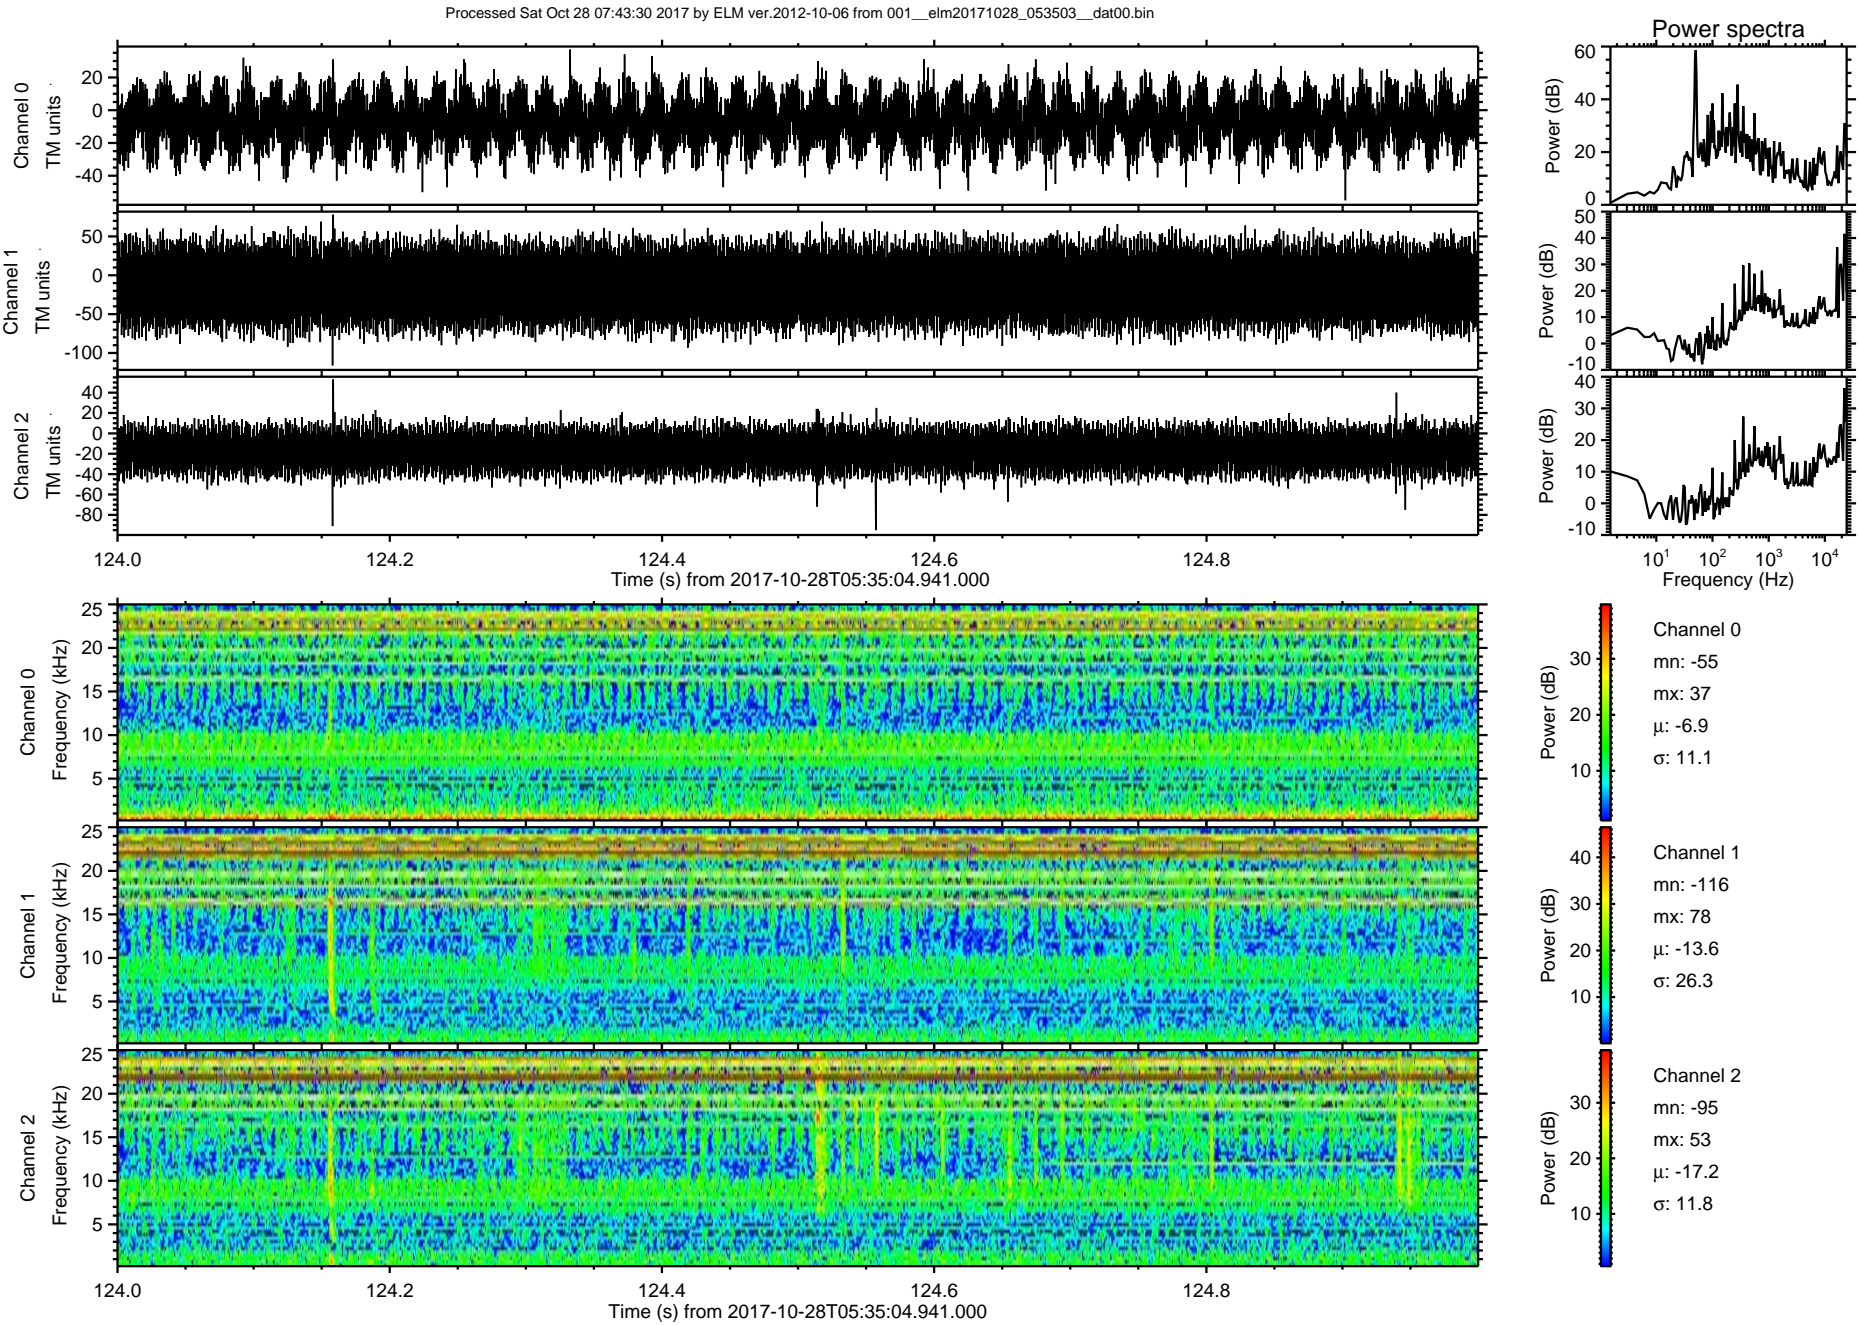 Processed Sat Oct 28 07:43:30 2017 by ELM ver.2012-10-06 from 001__elm20171028_053503__dat00.bin
Power spectra
Channel 0
TM units
20
0
-20
-40
Power (dB)
60
40
20
0
Channel 1
TM units
50
0
-50
-100
Power (dB)
50
40
30
20
10
0
-10
Channel 2
TM units
40
20
0
-20
-40
-60
-80
Power (dB)
40
30
20
10
0
-10
124.0 124.2 124.4 124.6 124.8
Time (s) from 2017-10-28T05:35:04.941.000
10¹ 10² 10³ 10⁴
Frequency (Hz)
Channel 0
Frequency (kHz)
25
20
15
10
5
Power (dB)
30
20
10
Channel 0
mn: -55
mx: 37
μ: -6.9
σ: 11.1
Channel 1
Frequency (kHz)
25
20
15
10
5
Power (dB)
40
30
20
10
Channel 1
mn: -116
mx: 78
μ: -13.6
σ: 26.3
Channel 2
Frequency (kHz)
25
20
15
10
5
Power (dB)
30
20
10
Channel 2
mn: -95
mx: 53
μ: -17.2
σ: 11.8
124.0 124.2 124.4 124.6 124.8
Time (s) from 2017-10-28T05:35:04.941.000